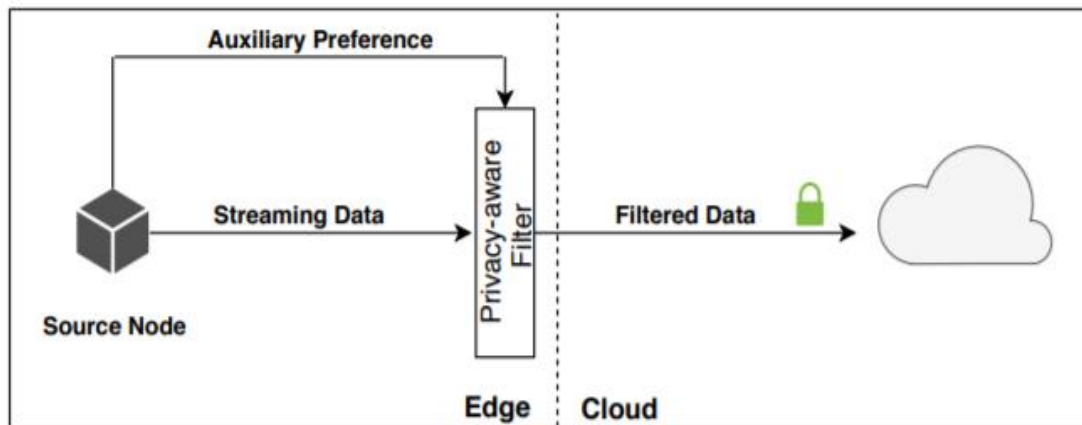 Auxiliary Preference
Streaming Data
Source Node
Privacy-aware
Filter
Filtered Data
Edge
Cloud